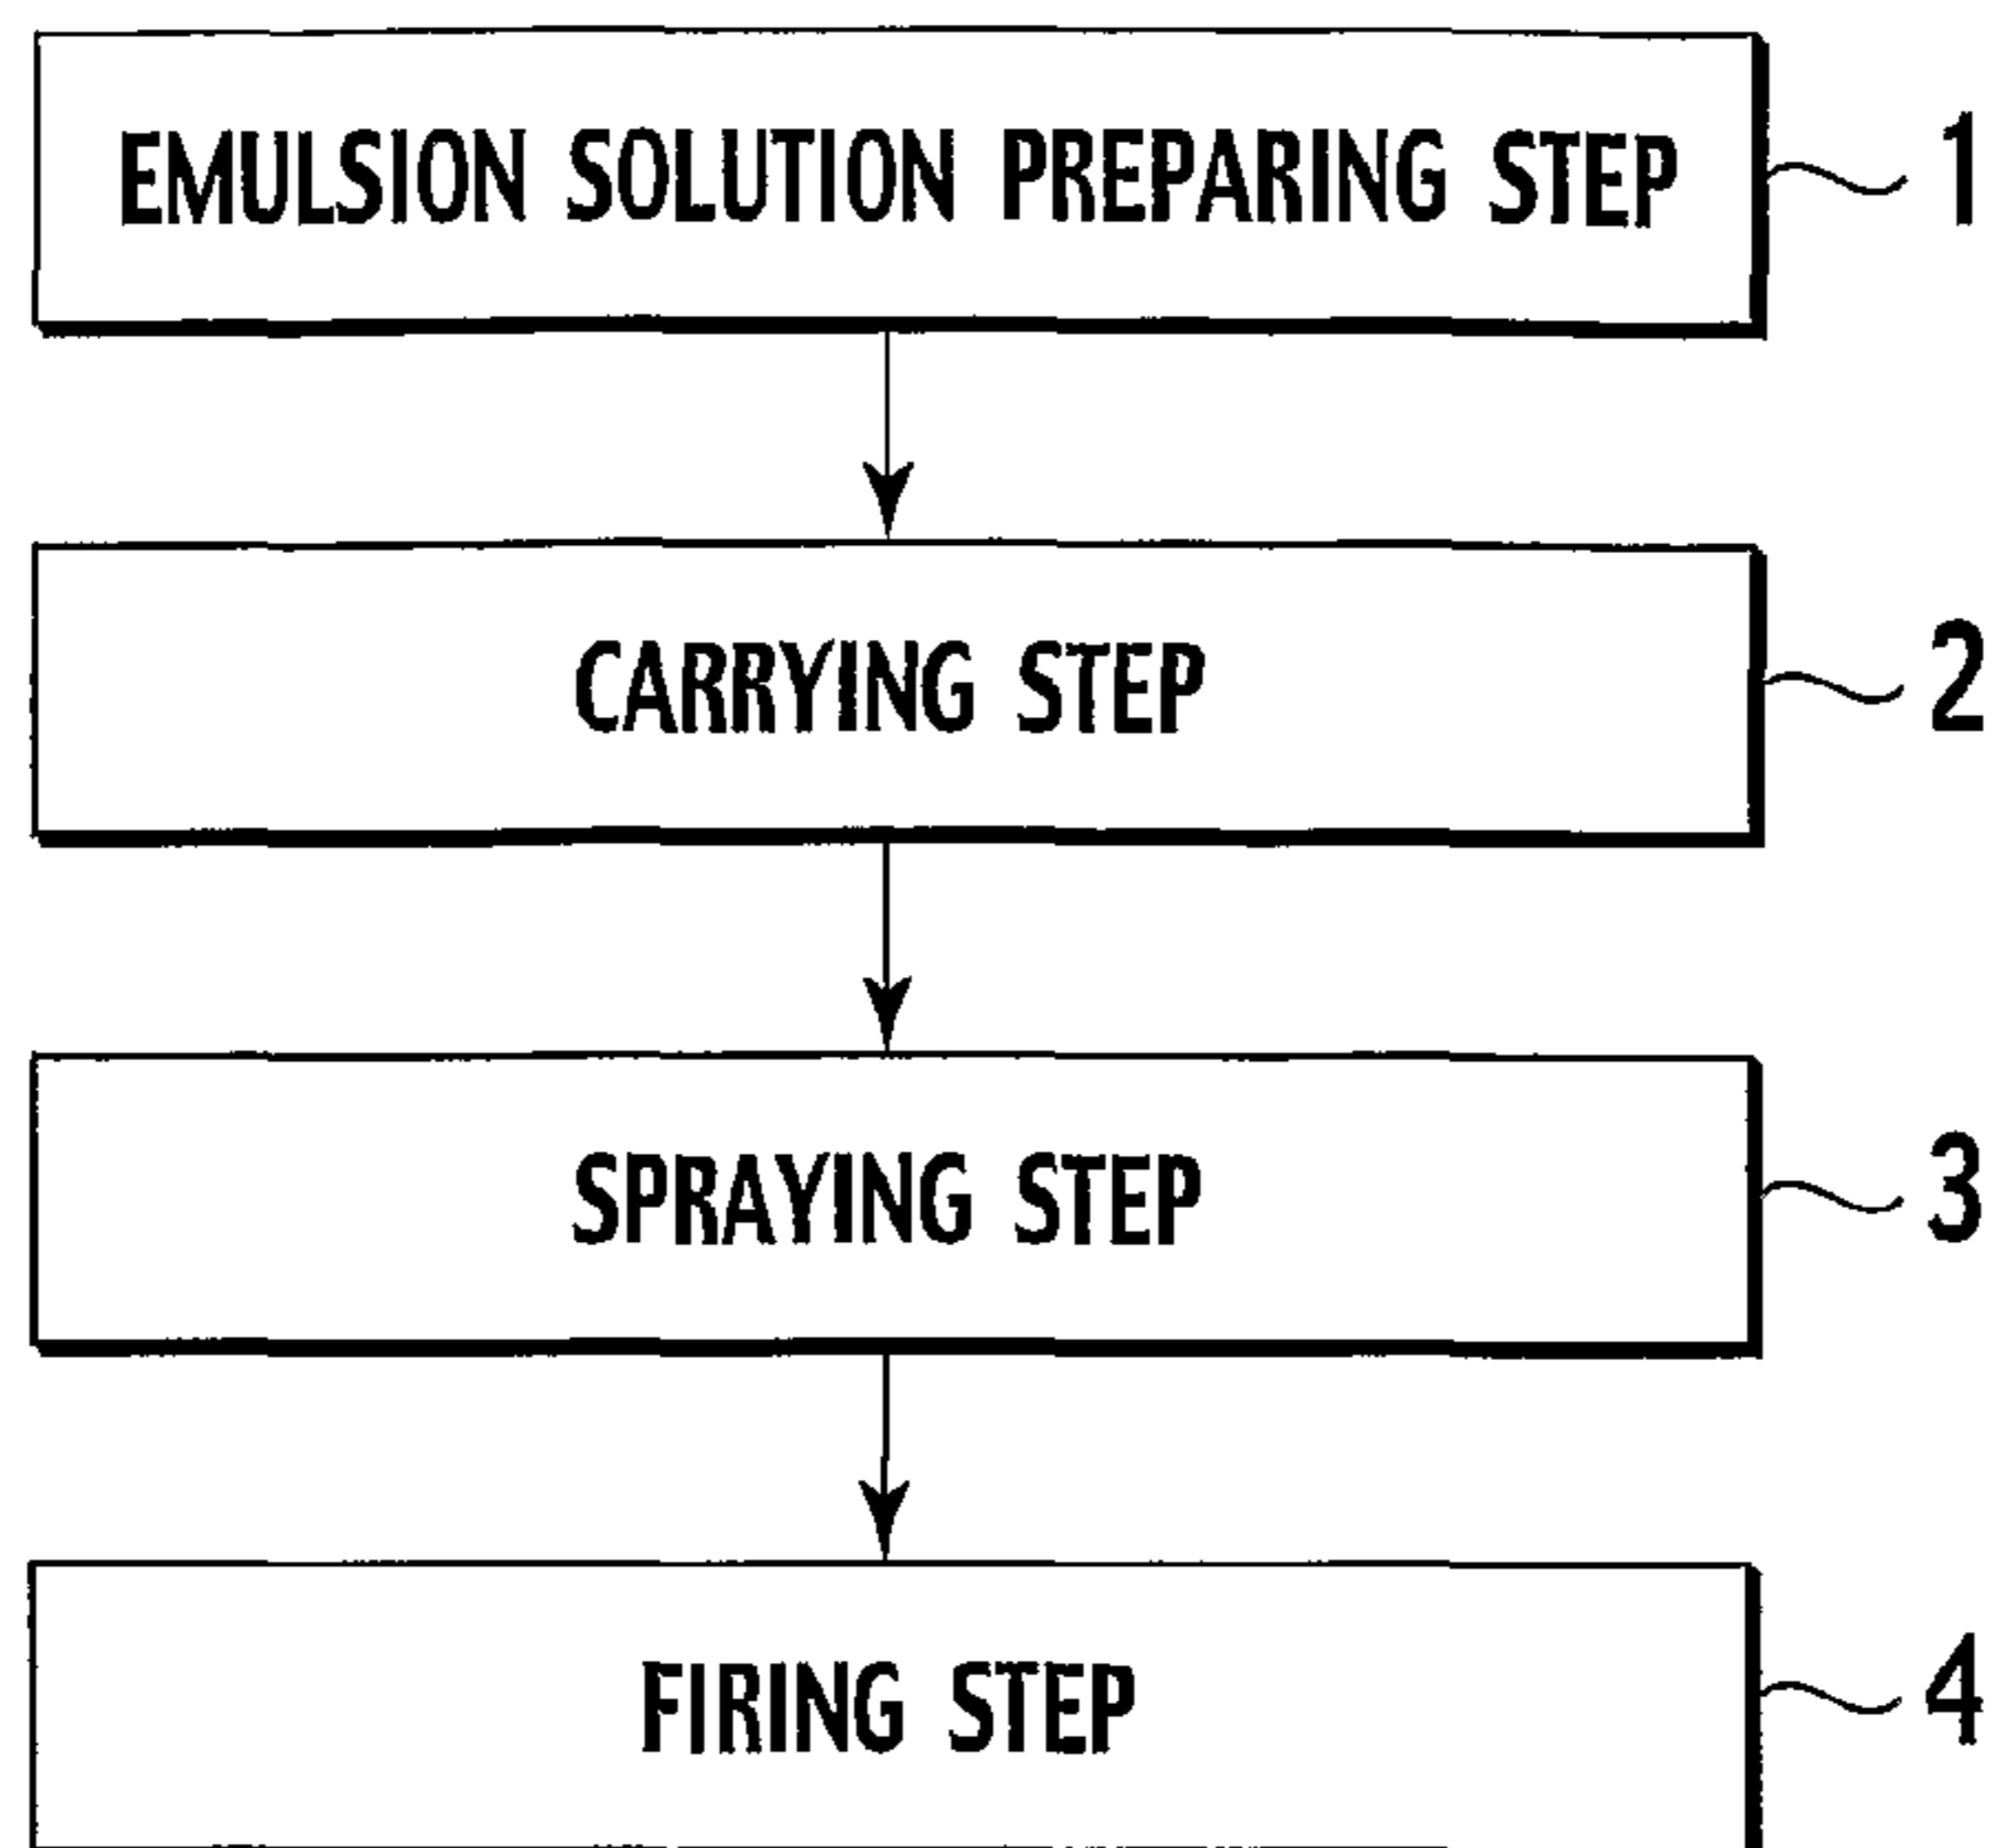 EMULSION SOLUTION PREPARING STEP 1
CARRYING STEP 2
SPRAYING STEP 3
FIRING STEP 4